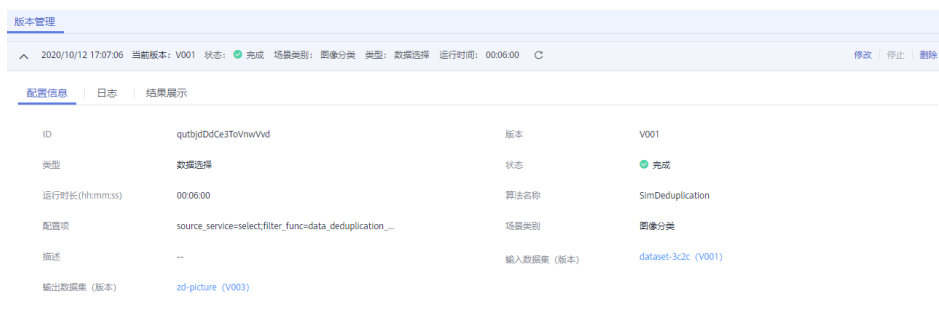 版本管理
2020/10/12 17:07:06 当前版本：V001 状态：完成 场景类别：图像分类 类型：数据选择 运行时间：00:06:00 修改 停止 删除
配置信息 日志 结果展示
ID qutbjdDdCe3ToVnwVvd 版本 V001
类型 数据选择 状态 完成
运行时长(hh:mm:ss) 00:06:00 算法名称 SimDeduplication
配置项 source_service=select;filter_func=data_deduplication_... 场景类别 图像分类
描述 -- 输入数据集（版本） dataset-3c2c（V001）
输出数据集（版本） zd-picture（V003）